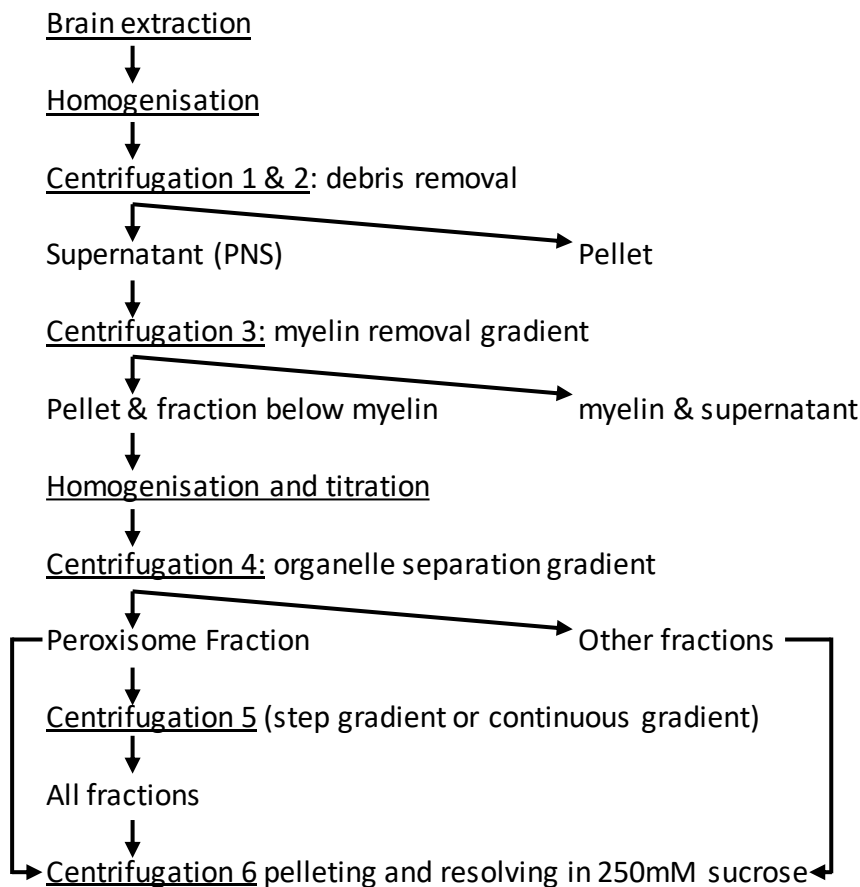 Brain extraction
Homogenisation
Centrifugation 1 & 2: debris removal
Supernatant (PNS) Pellet
Centrifugation 3: myelin removal gradient
Pellet & fraction below myelin myelin & supernatant
Homogenisation and titration
Centrifugation 4: organelle separation gradient
Peroxisome Fraction Other fractions
Centrifugation 5 (step gradient or continuous gradient)
All fractions
Centrifugation 6 pelleting and resolving in 250mM sucrose